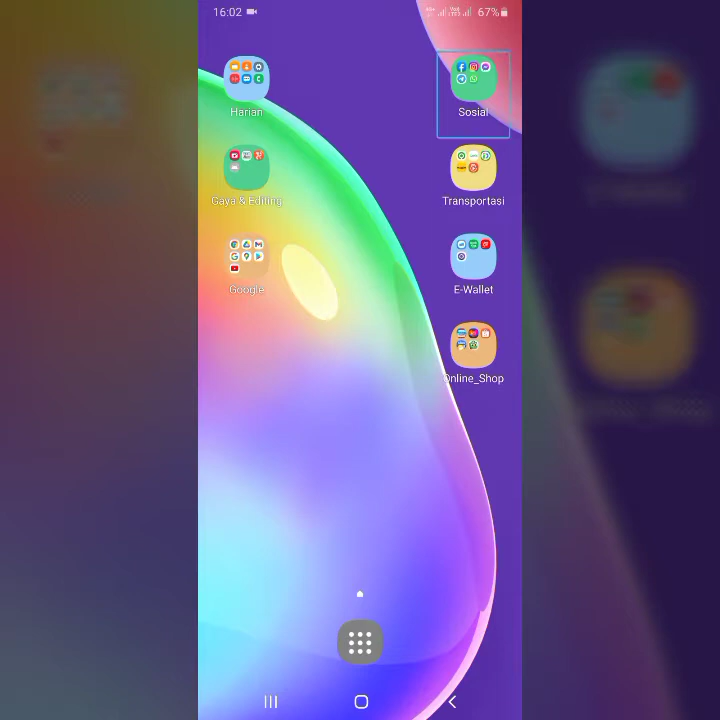 16:02
67%
Harian
Sosial
Gaya & Editing
Transportasi
Google
E-Wallet
Online_Shop